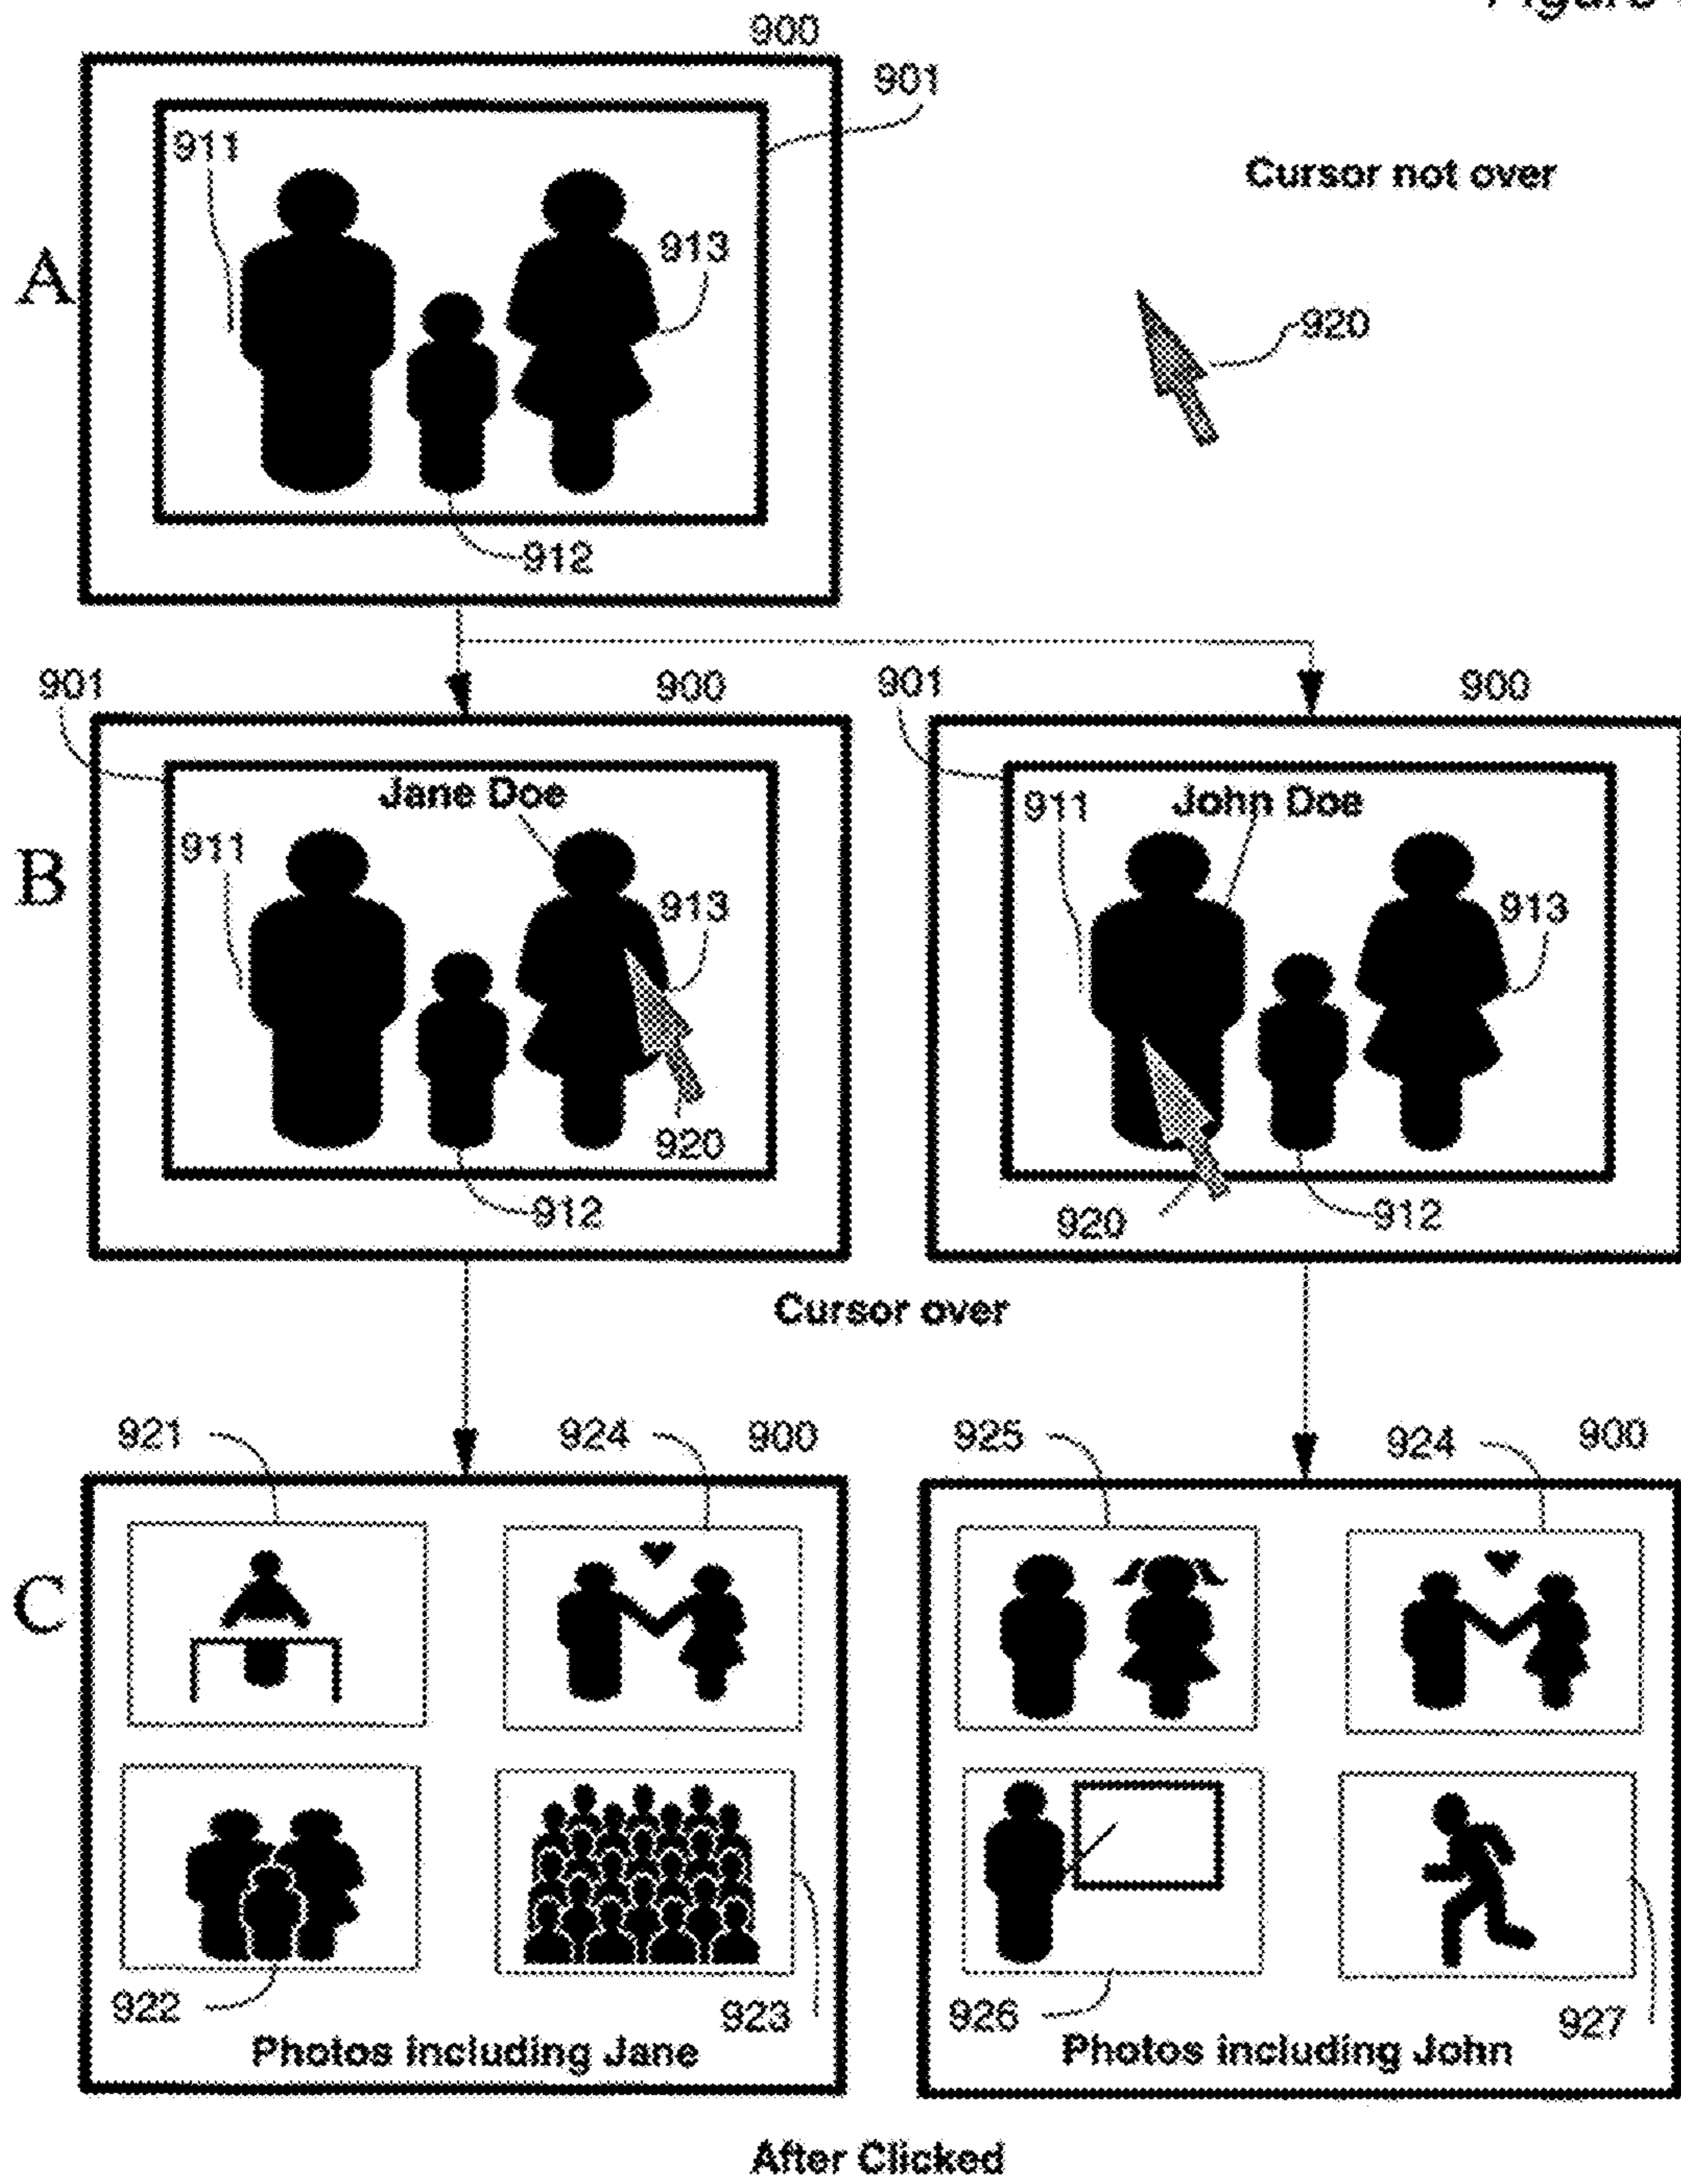 Figure
900
901
911
Cursor not over
A
913
920
912
901 900 901 900
Jane Doe
John Doe
911
911
B
913
913
920
912
920
912
Cursor over
921 924 900 925 924 900
C
922
923
926
927
Photos including Jane
Photos including John
After Clicked